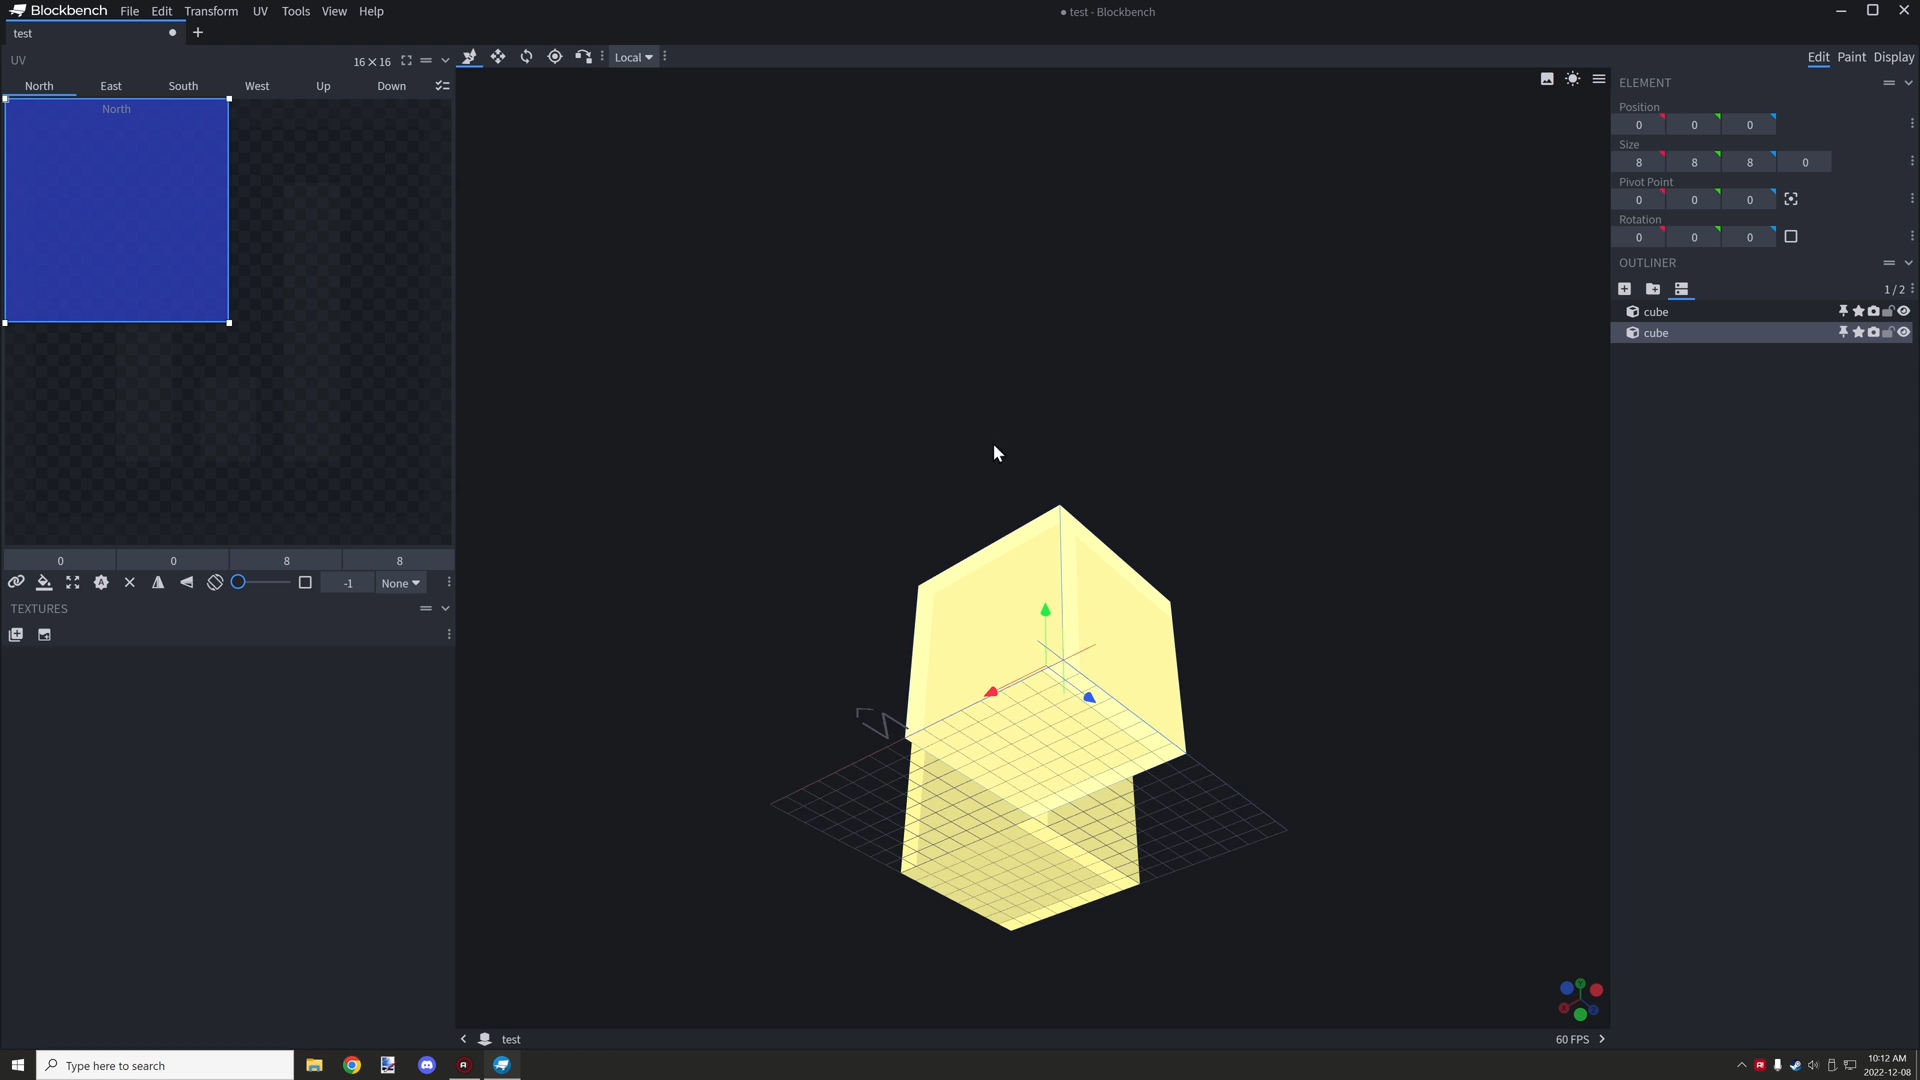 Blockbench File Edit Transform UV Tools View Help
● test - Blockbench
test
UV
16 × 16
North East South West Up Down
North
0 0 8 8
-1 None
TEXTURES
Local
Edit Paint Display
ELEMENT
Position
0 0 0
Size
8 8 8 0
Pivot Point
0 0 0
Rotation
0 0 0
OUTLINER
1 / 2
cube
cube
N
test
60 FPS
Type here to search
10:12 AM
2022-12-08